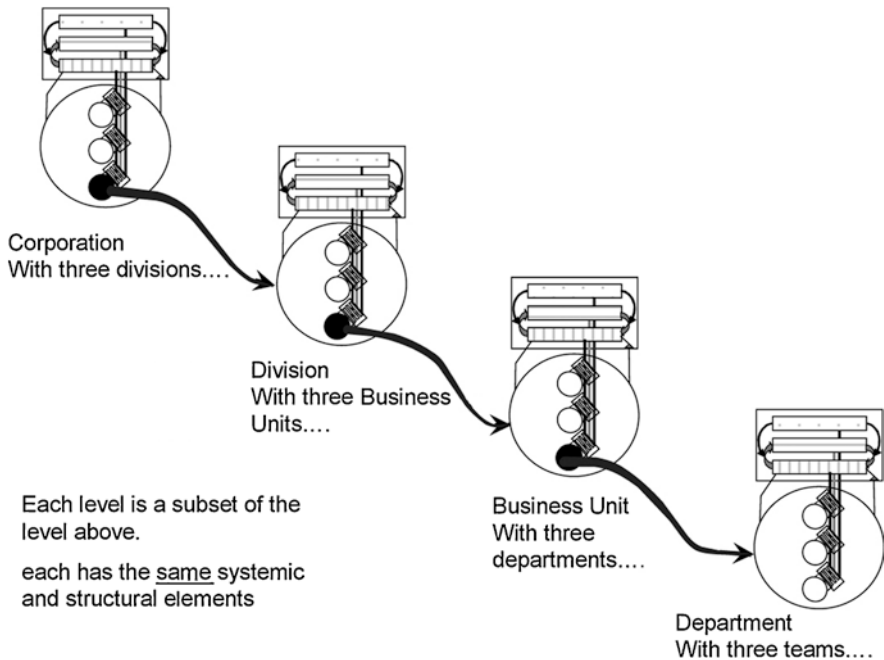 Corporation
With three divisions....
Division
With three Business
Units....
Business Unit
With three
departments....
Department
With three teams....
Each level is a subset of the
level above.
each has the same systemic
and structural elements